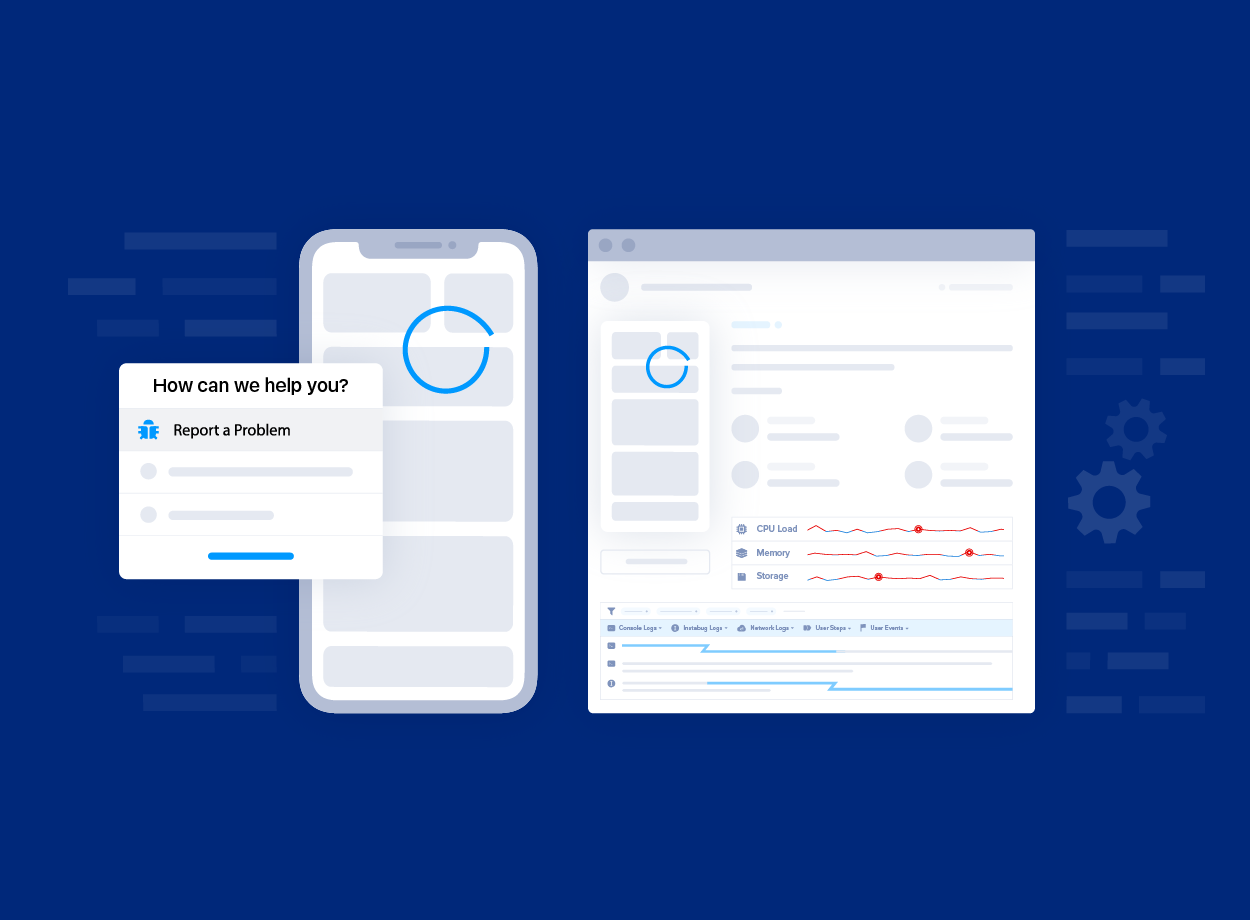 How can we help you?
Report a Problem
CPU Load
Memory
Storage
Console Logs
Instabug Logs
Network Logs
User Steps
User Events